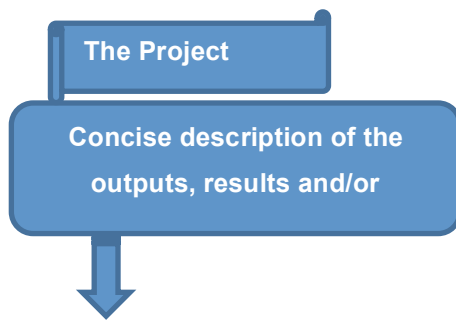 The Project
Concise description of the
outputs, results and/or